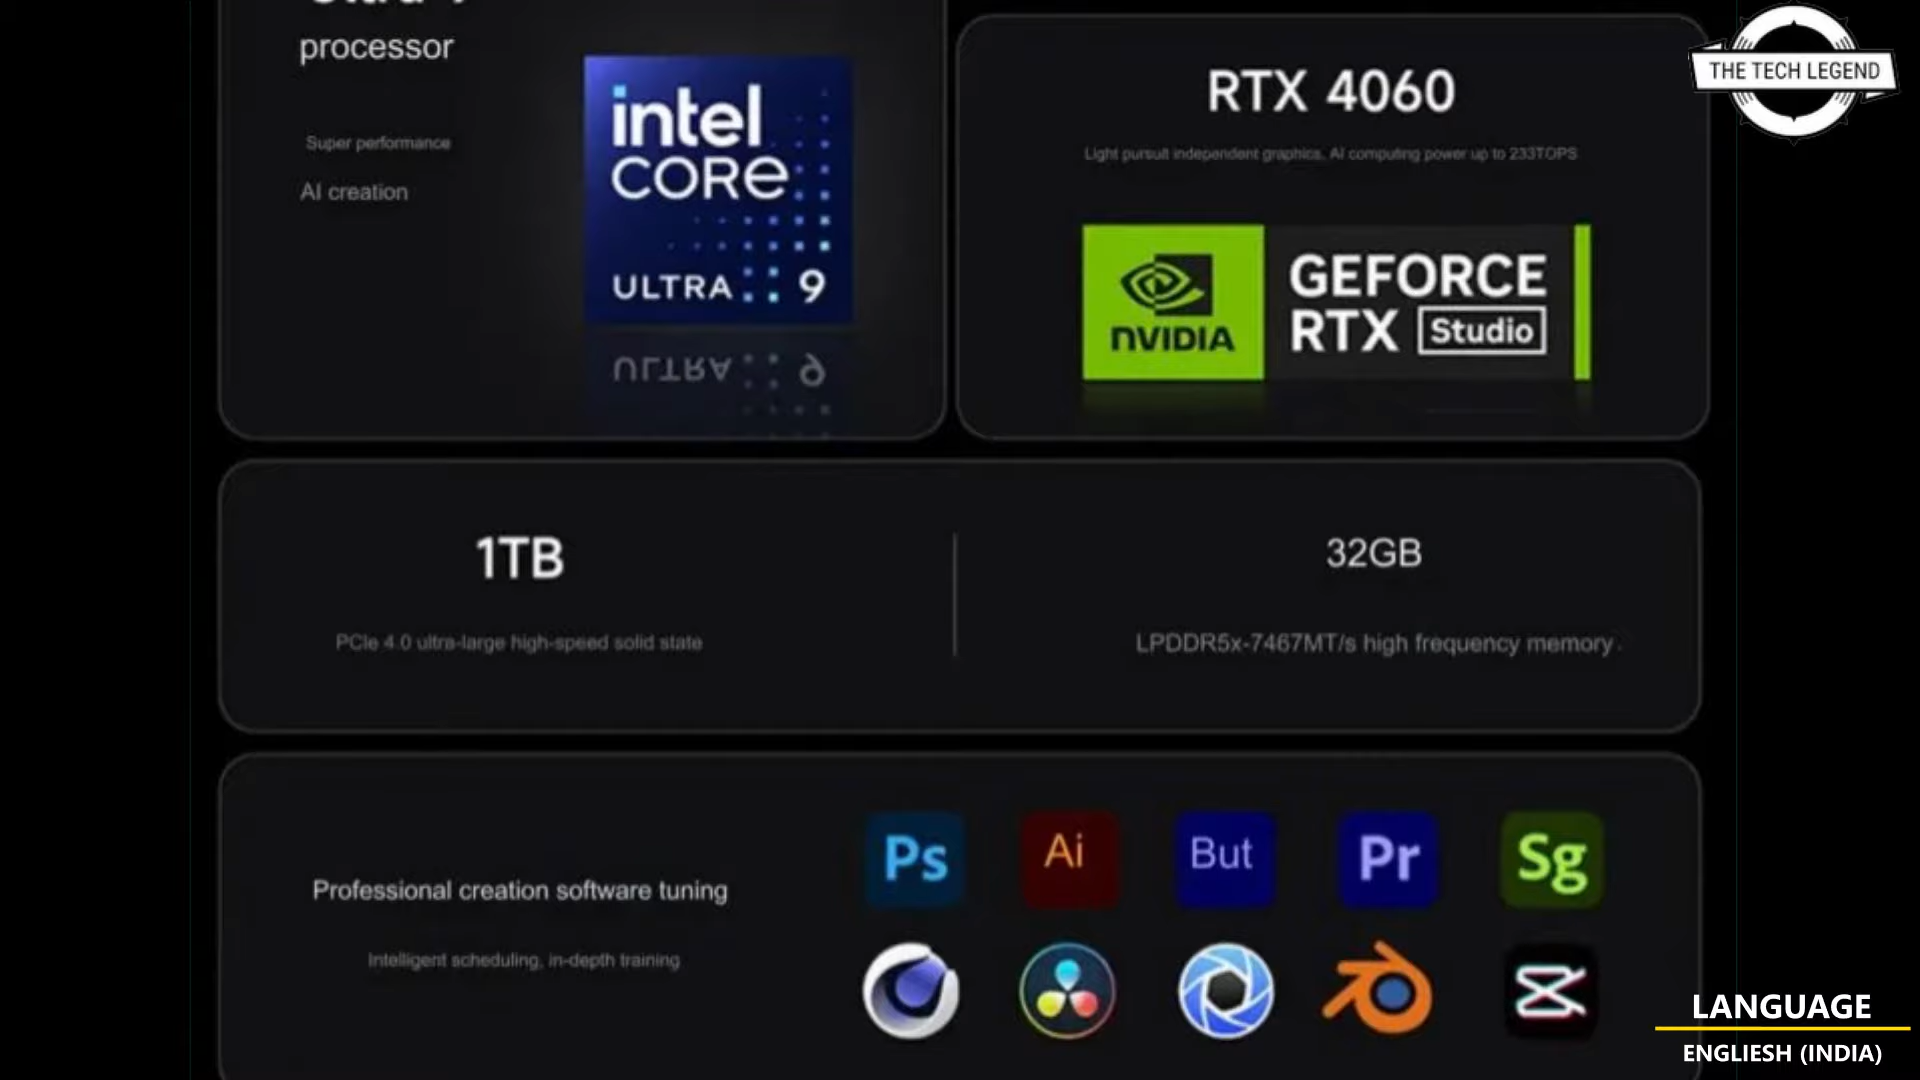 processor
Super performance
AI creation
intel
CORE
ULTRA 9
ULTRA 9
RTX 4060
Light pursuit independent graphics, AI computing power up to 233TOPS
NVIDIA
GEFORCE
RTX Studio
THE TECH LEGEND
1TB
PCIe 4.0 ultra-large high-speed solid state
32GB
LPDDR5x-7467MT/s high frequency memory
Professional creation software tuning
Intelligent scheduling, in-depth training
Ps
Ai
But
Pr
Sg
LANGUAGE
ENGLIESH (INDIA)